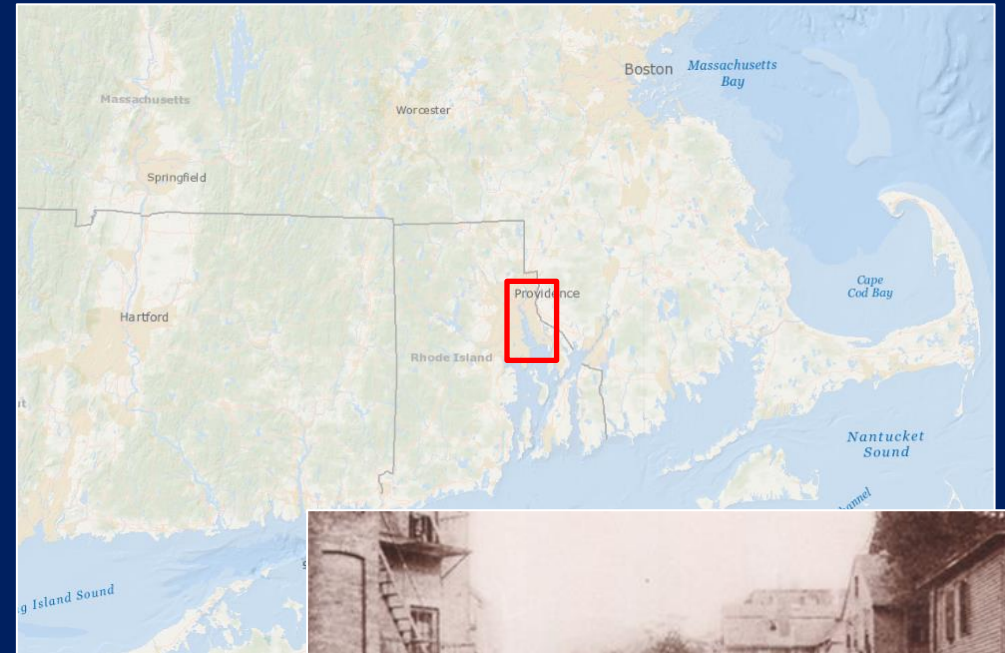 Boston
Massachusetts
Bay
Massachusetts
Worcester
Springfield
Cape
Cod Bay
Providence
Hartford
Rhode Island
Nantucket
Sound
Island Sound